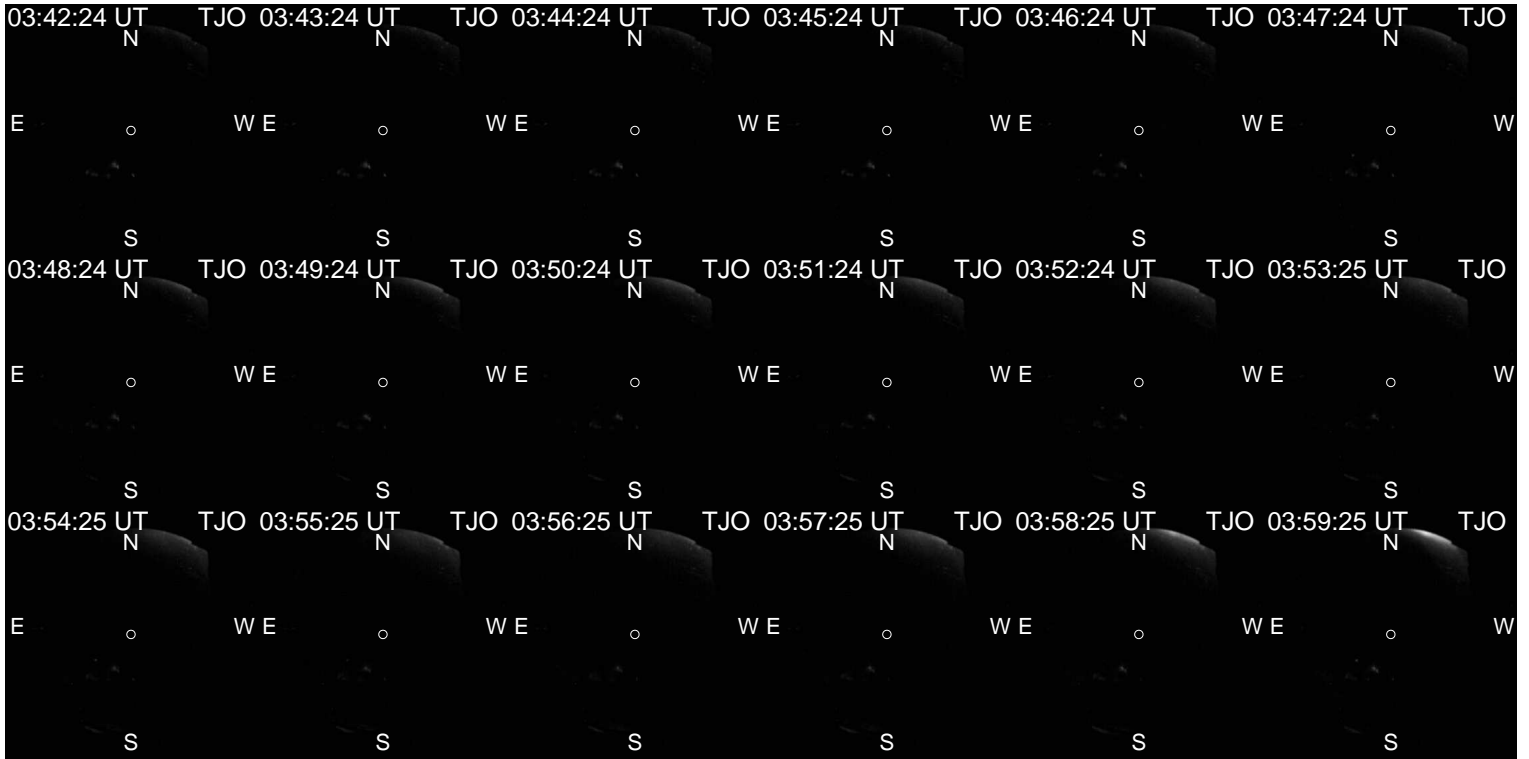 03:42:24 UT TJO 03:43:24 UT TJO 03:44:24 UT TJO 03:45:24 UT TJO 03:46:24 UT TJO 03:47:24 UT TJO
N N N N N N
E W E W E W E W E W E W
S S S S S S
03:48:24 UT TJO 03:49:24 UT TJO 03:50:24 UT TJO 03:51:24 UT TJO 03:52:24 UT TJO 03:53:25 UT TJO
N N N N N N
E W E W E W E W E W E W
S S S S S S
03:54:25 UT TJO 03:55:25 UT TJO 03:56:25 UT TJO 03:57:25 UT TJO 03:58:25 UT TJO 03:59:25 UT TJO
N N N N N N
E W E W E W E W E W E W
S S S S S S